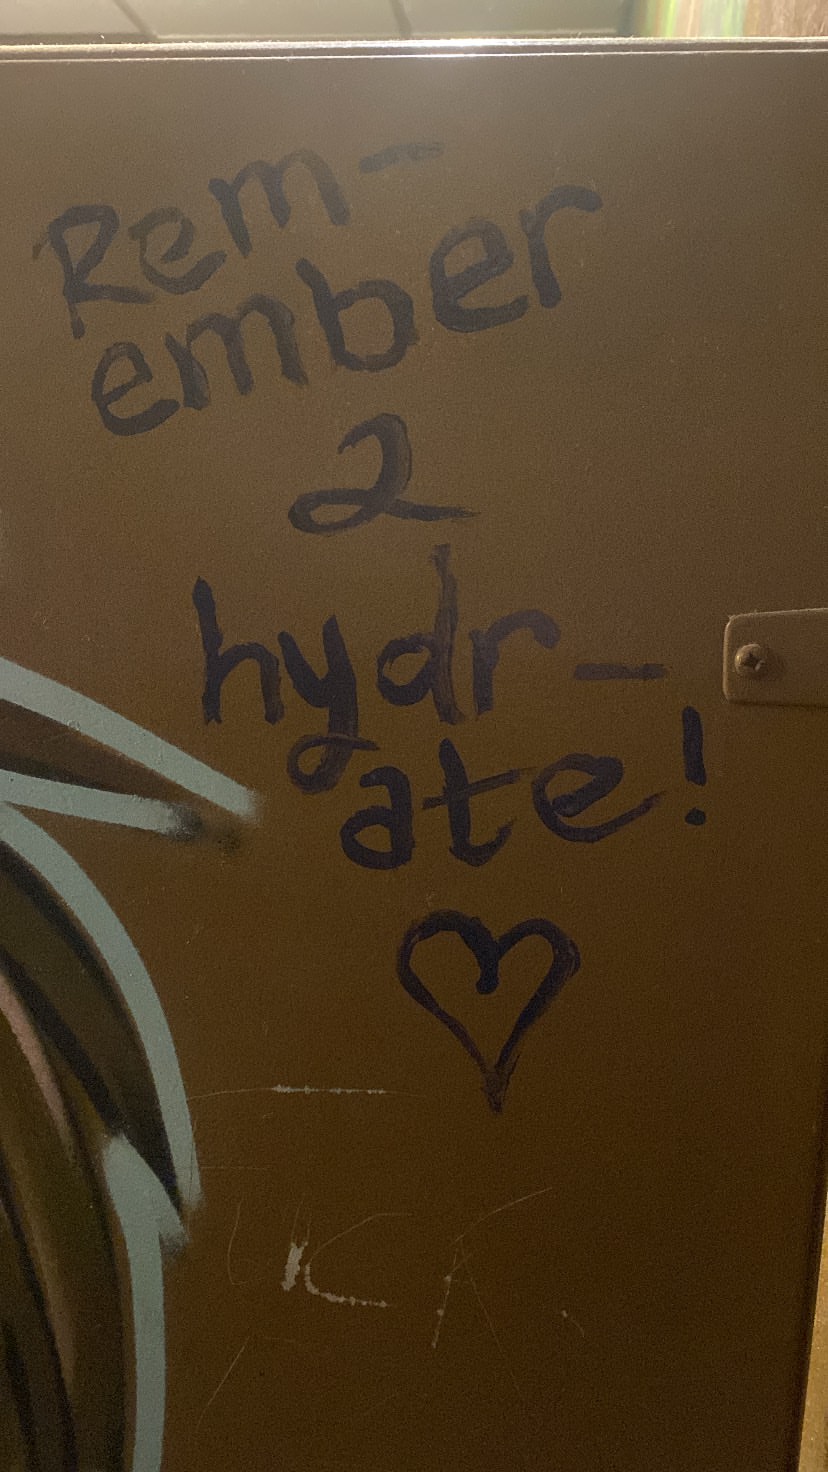 Rem-
ember
2
hydr-
ate!